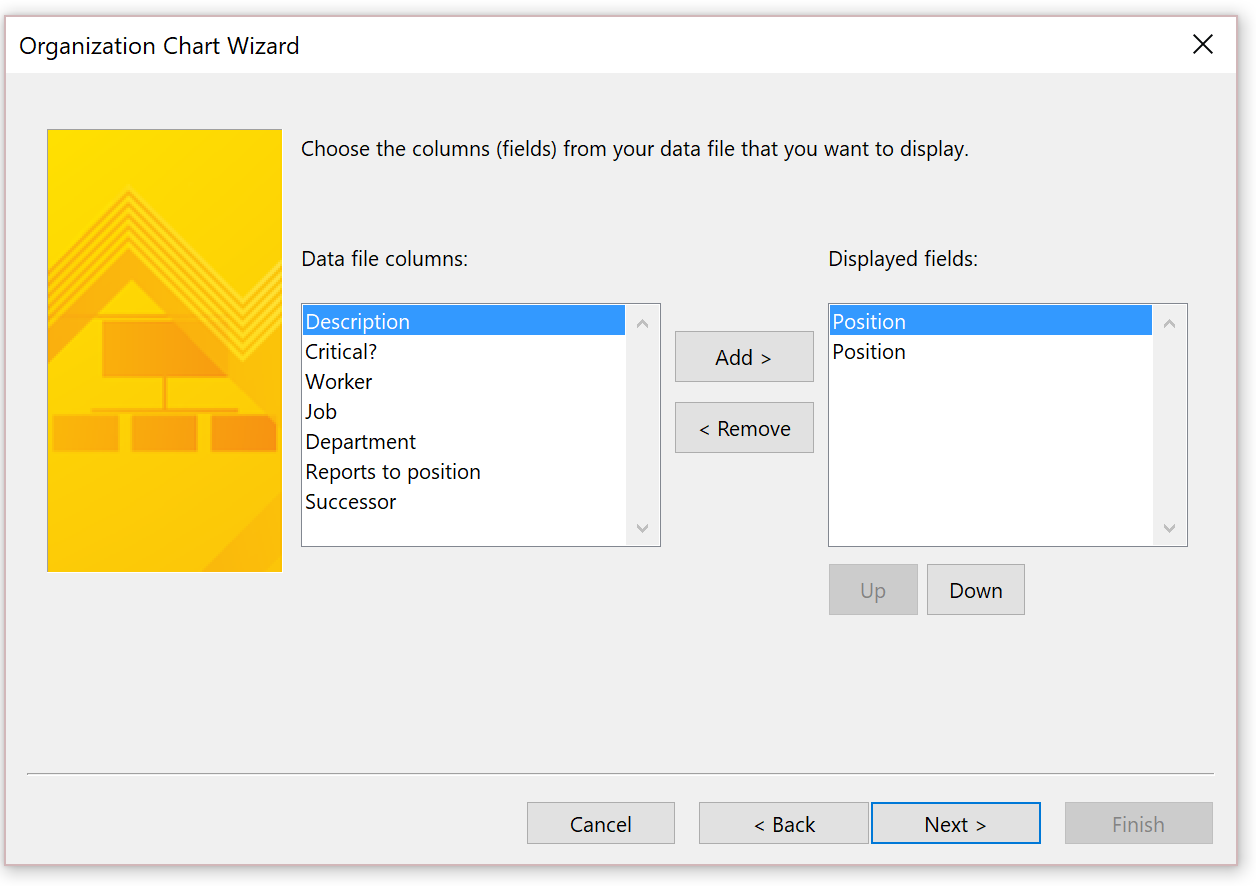 Organization Chart Wizard
Choose the columns (fields) from your data file that you want to display.
Data file columns:
Displayed fields:
Description
Critical?
Worker
Job
Department
Reports to position
Successor
Add >
< Remove
Position
Position
Up
Down
Cancel
< Back
Next >
Finish